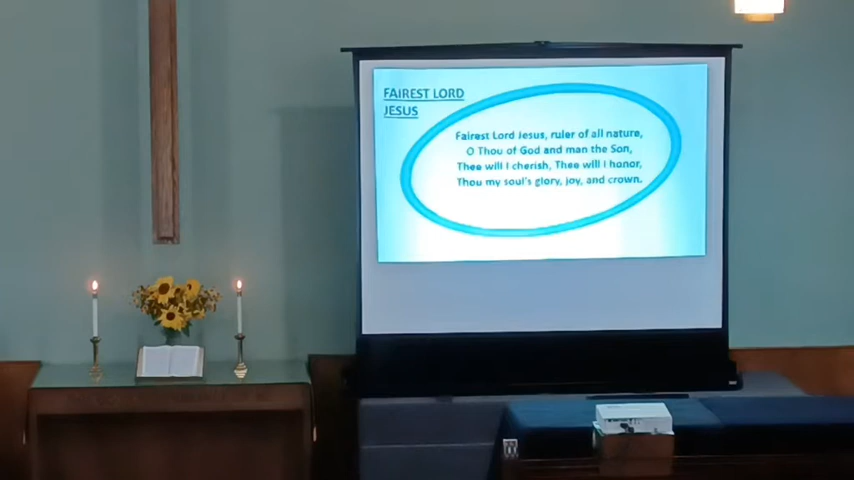 FAIREST LORD
JESUS
Fairest Lord Jesus, ruler of all nature,
O Thou of God and man the Son,
Thee will I cherish, Thee will I honor,
Thou my soul's glory, joy, and crown.